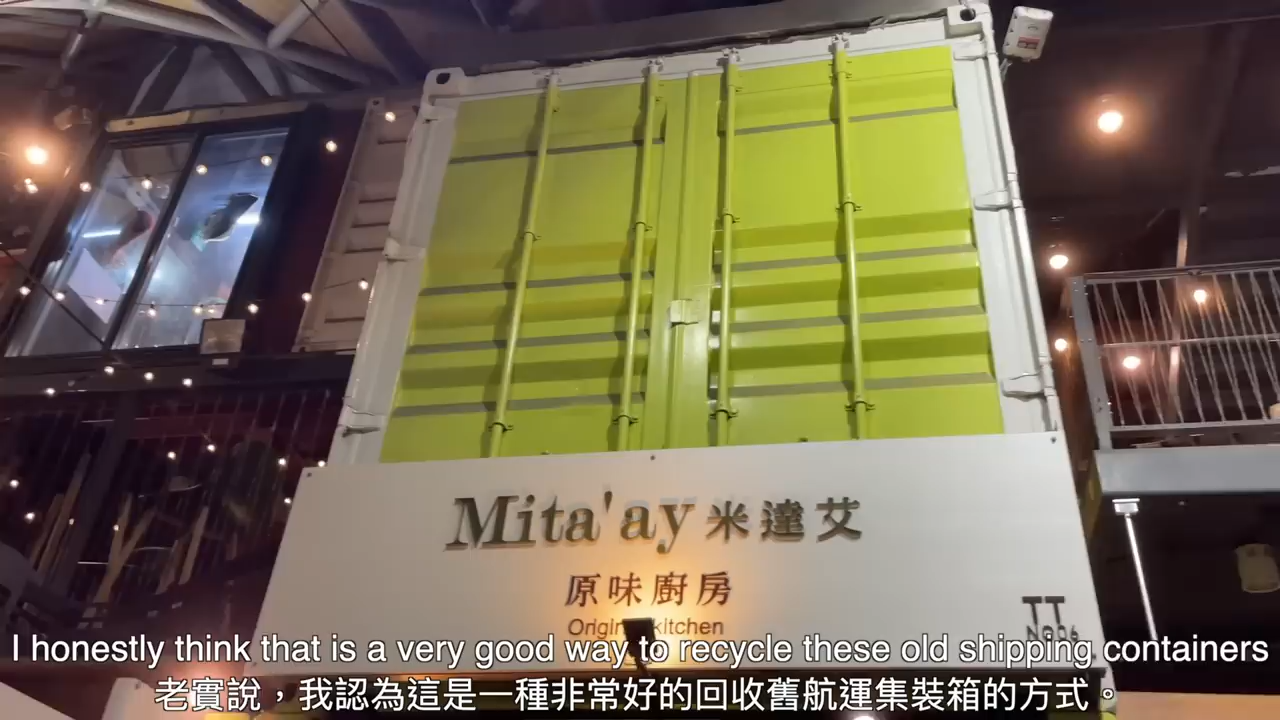 Mita'ay 米達艾
原味廚房
kitchen
TT
N006
I honestly think that is a very good way to recycle these old shipping containers
老實說，我認為這是一種非常好的回收舊航運集裝箱的方式。